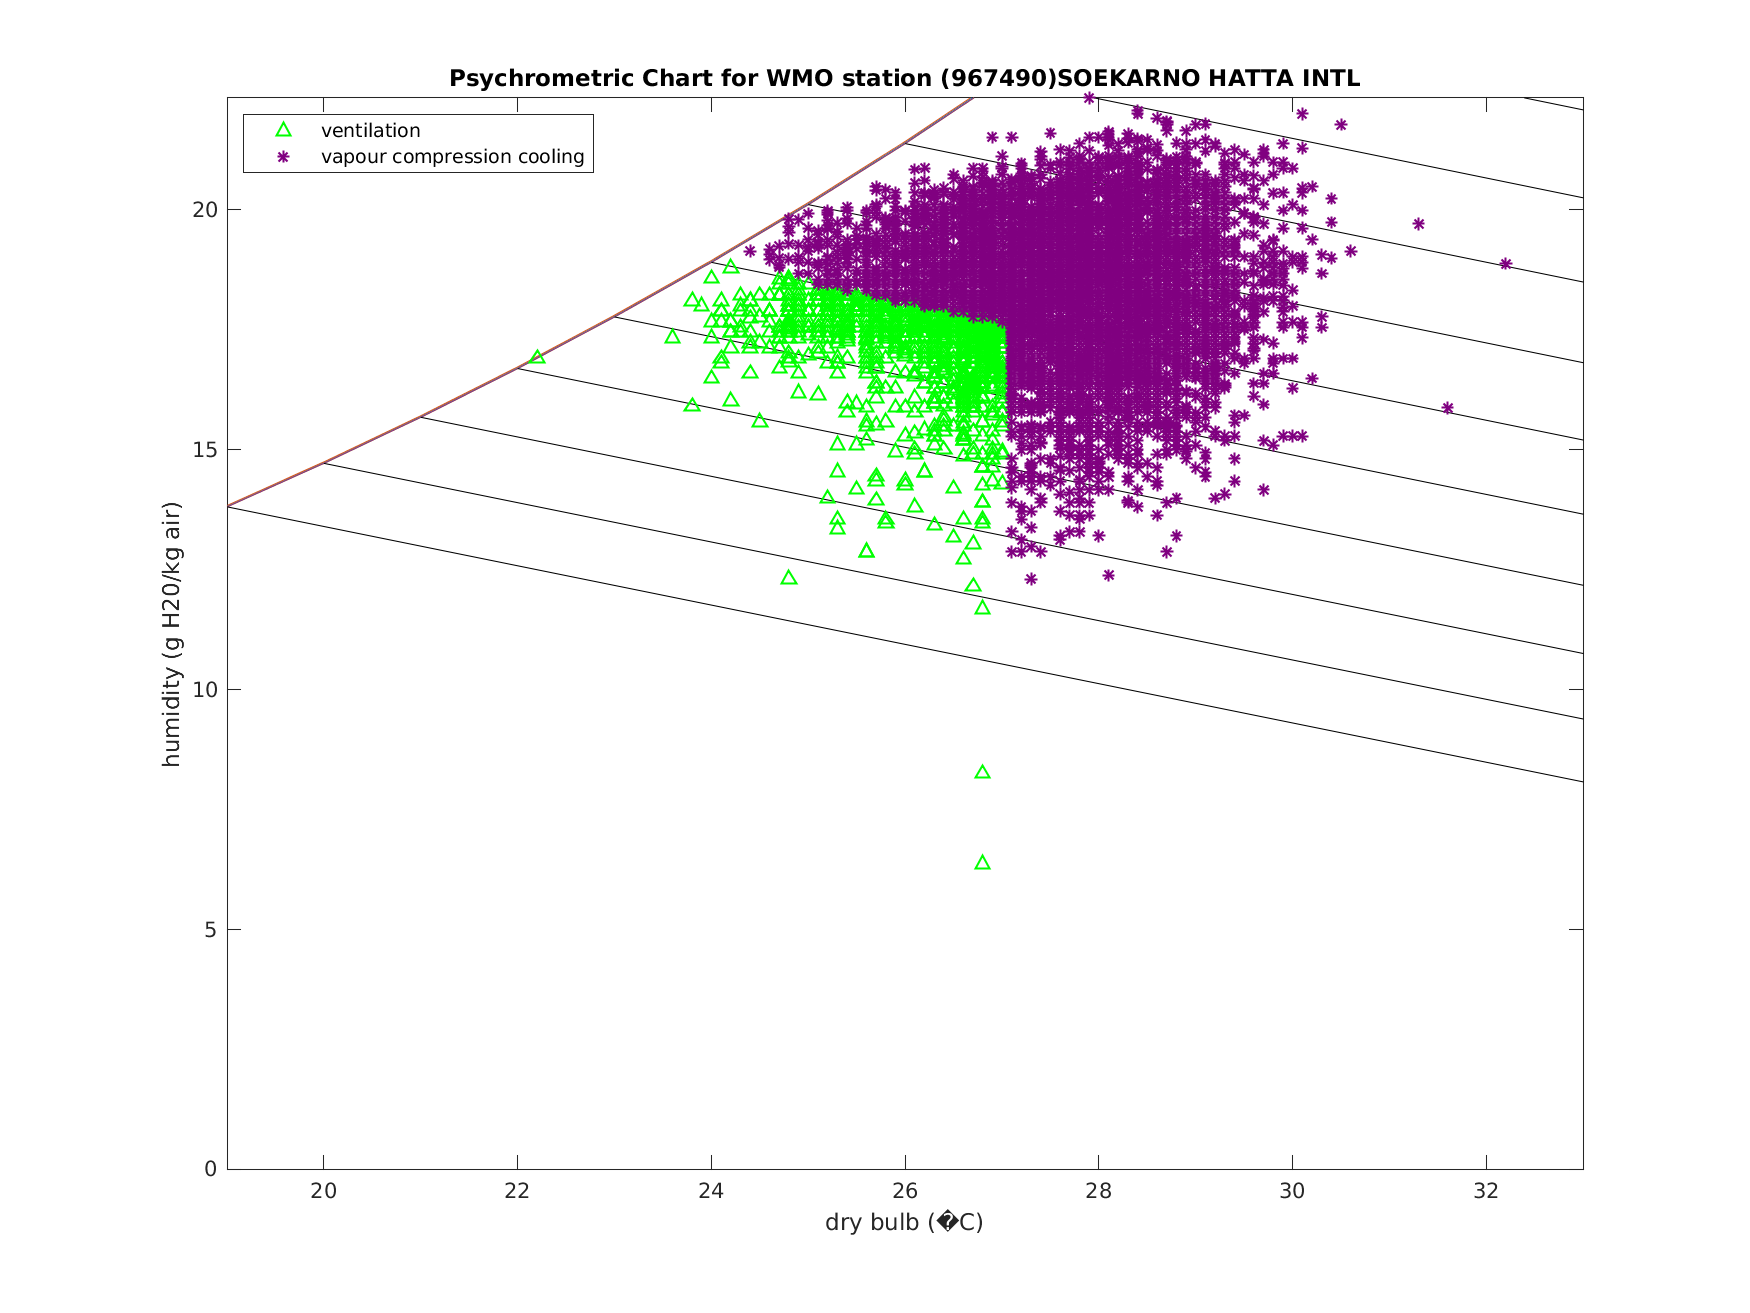 Psychrometric Chart for WMO station (967490)SOEKARNO HATTA INTL
ventilation
vapour compression cooling
humidity (g H20/kg air)
20
15
10
5
0
20 22 24 26 28 30 32
dry bulb (�C)